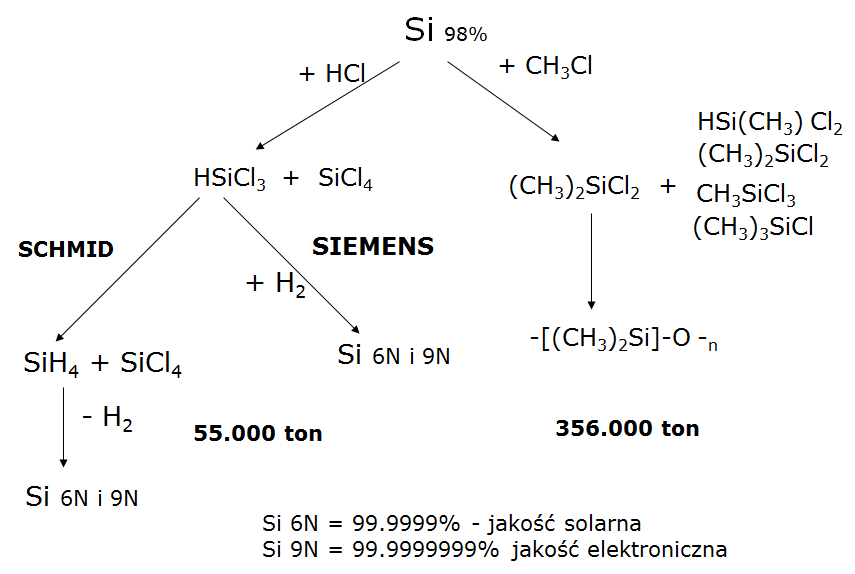 Si 98%
+ HCl
+ CH₃Cl
HSi(CH₃) Cl₂
(CH₃)₂SiCl₂
HSiCl₃ + SiCl₄
(CH₃)₂SiCl₂ +
CH₃SiCl₃
(CH₃)₃SiCl
SCHMID
SIEMENS
+ H₂
-[(CH₃)₂Si]-O -ₙ
Si 6N i 9N
SiH₄ + SiCl₄
- H₂
55.000 ton
356.000 ton
Si 6N i 9N
Si 6N = 99.9999% - jakość solarna
Si 9N = 99.9999999% jakość elektroniczna